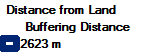 Distance from Land
Buffering Distance
2623 m